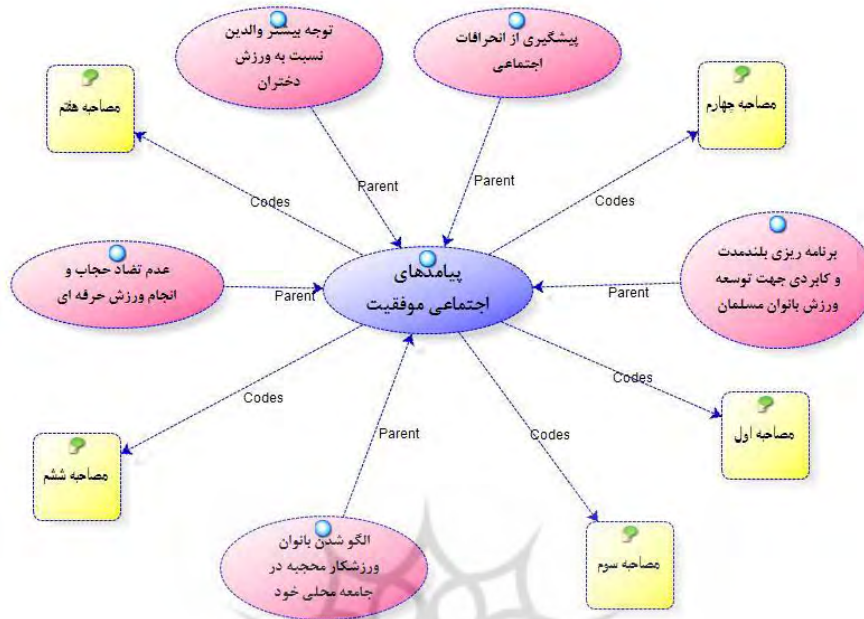 توجه بیشتر والدین
نسبت به ورزش
دختران
پیشگیری از انحرافات
اجتماعی
مصاحبه هفتم
مصاحبه چهارم
Parent
Parent
Codes
Codes
عدم تضاد حجاب و
انجام ورزش حرفه ای
Parent
پیامدهای
اجتماعی موفقیت
Parent
برنامه ریزی بلندمدت
و کابردی جهت توسعه
ورزش بانوان مسلمان
Codes
Codes
Parent
Codes
مصاحبه اول
مصاحبه ششم
الگو شدن بانوان
ورزشکار محجبه در
جامعه محلی خود
مصاحبه سوم